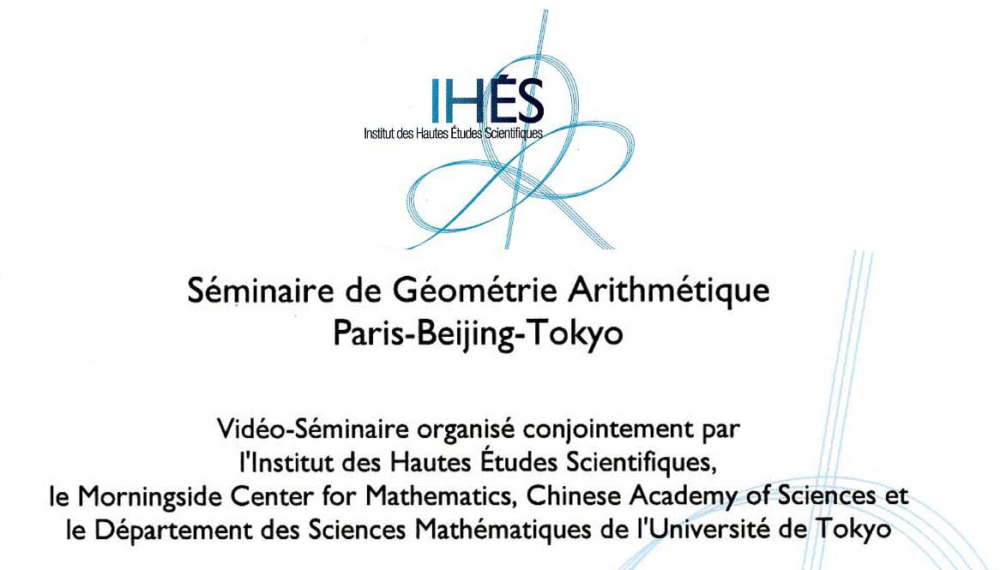 IHÉS
Institut des Hautes Études Scientifiques
Séminaire de Géométrie Arithmétique
Paris-Beijing-Tokyo
Vidéo-Séminaire organisé conjointement par
l'Institut des Hautes Études Scientifiques,
le Morningside Center for Mathematics, Chinese Academy of Sciences et
le Département des Sciences Mathématiques de l'Université de Tokyo